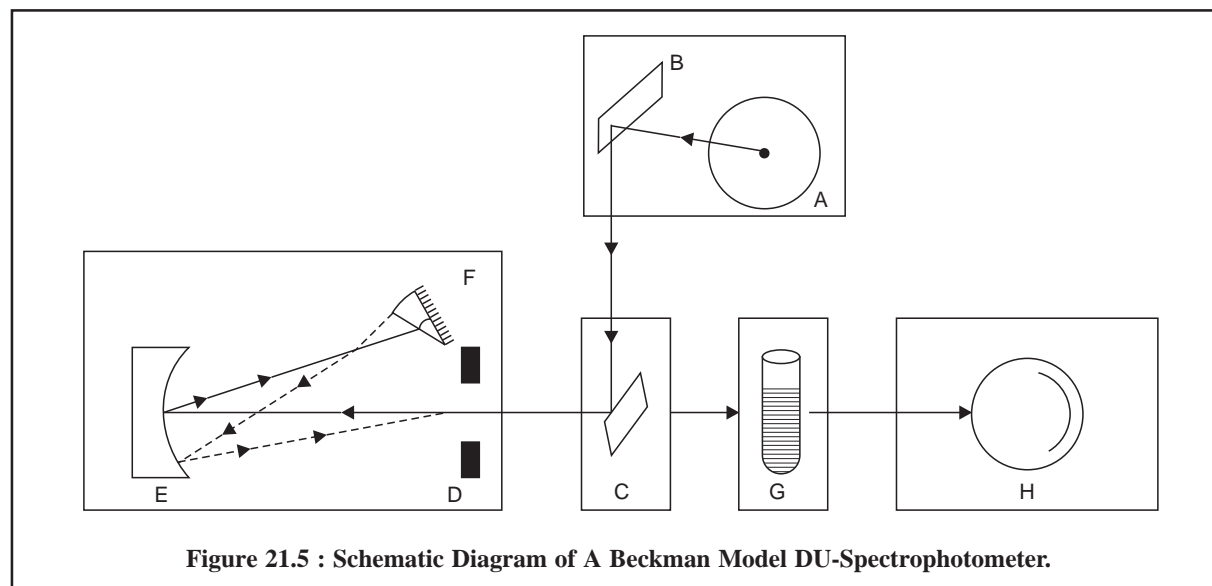 B
A
F
E
D
C
G
H
Figure 21.5 : Schematic Diagram of A Beckman Model DU-Spectrophotometer.